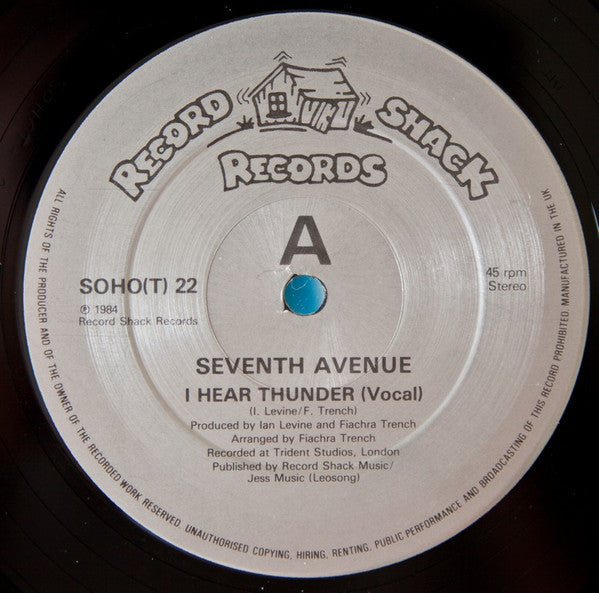 RECORD SHACK
RECORDS
A
SOHO(T) 22
℗ 1984
Record Shack Records
45 rpm
Stereo
SEVENTH AVENUE
I HEAR THUNDER (Vocal)
(I. Levine/F. Trench)
Produced by Ian Levine and Fiachra Trench
Arranged by Fiachra Trench
Recorded at Trident Studios, London
Published by Record Shack Music/
Jess Music (Leosong)
ALL RIGHTS OF THE PRODUCER AND OF THE OWNER OF THE RECORDED WORK RESERVED. UNAUTHORISED COPYING, HIRING, RENTING, PUBLIC PERFORMANCE AND BROADCASTING OF THIS RECORD PROHIBITED. MANUFACTURED IN THE UK